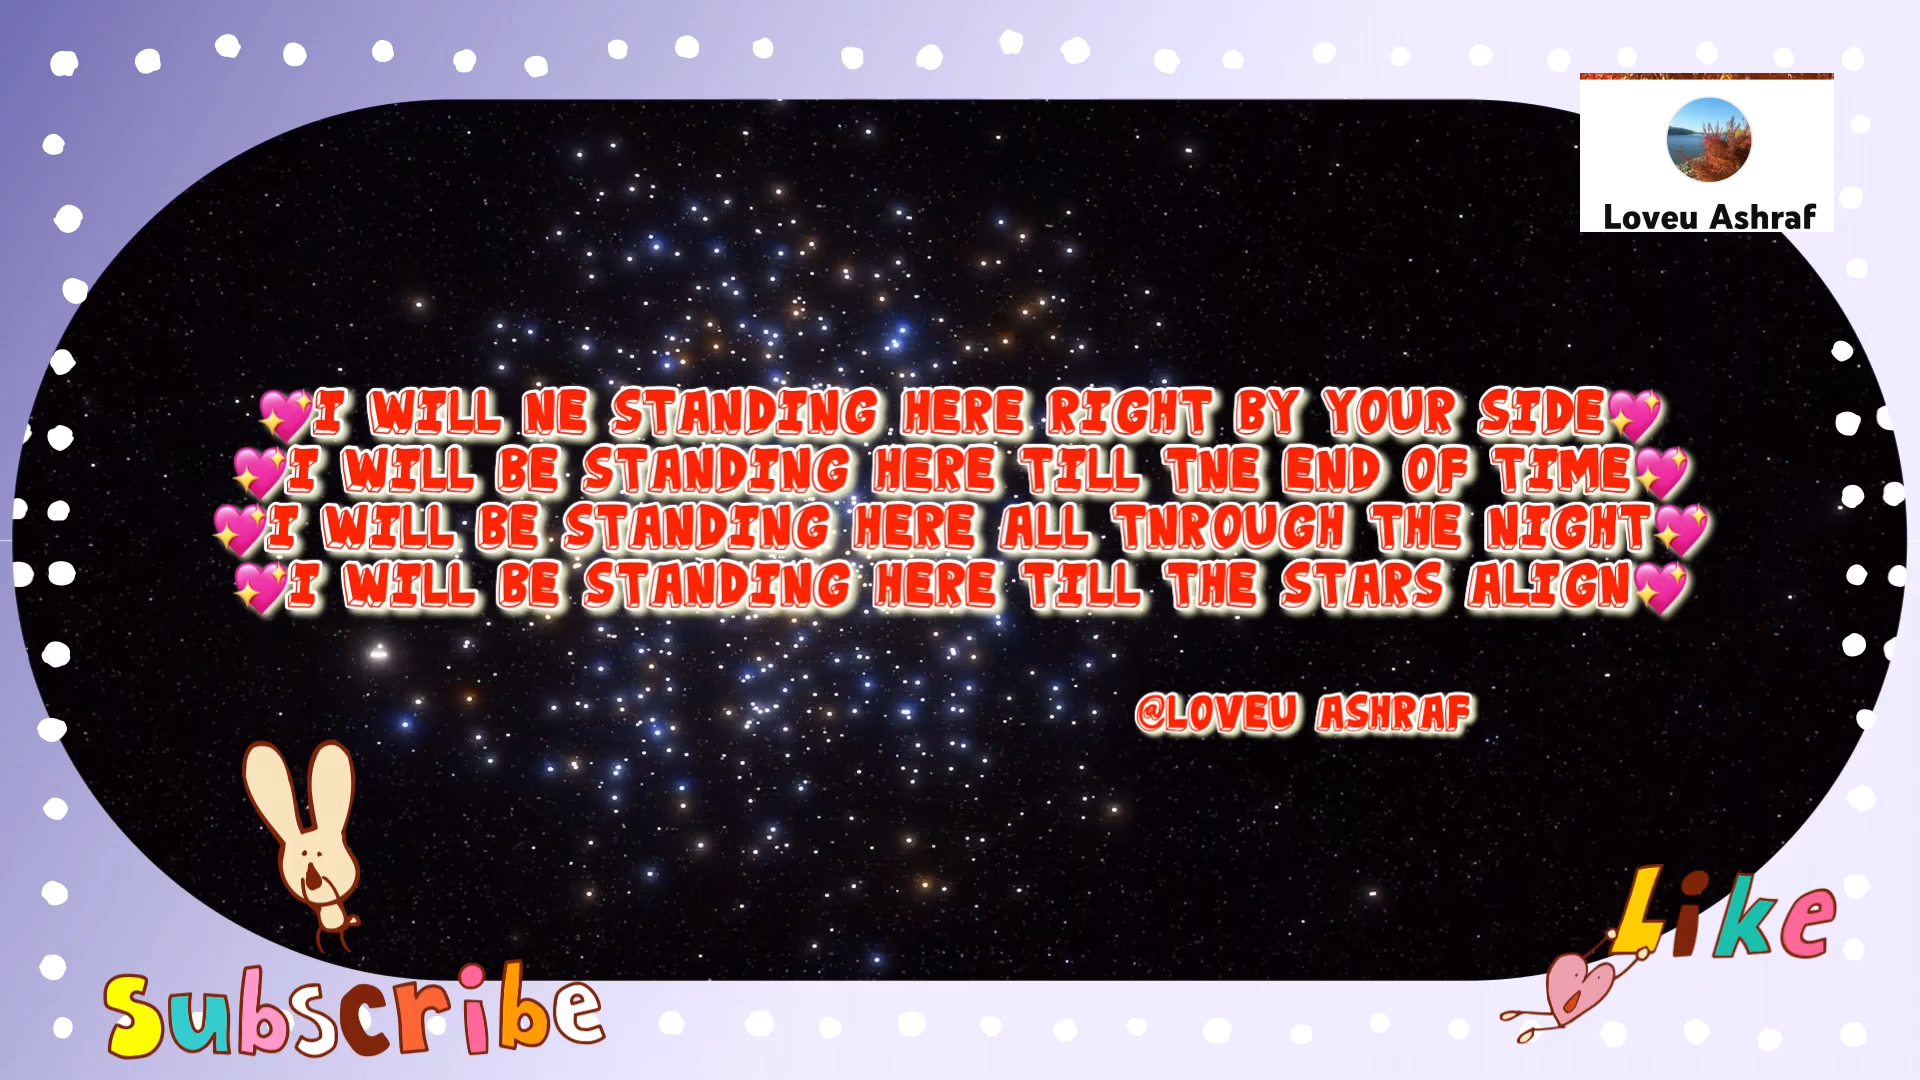 Loveu Ashraf
💖I WILL NE STANDING HERE RIGHT BY YOUR SIDE💖
💖I WILL BE STANDING HERE TILL TNE END OF TIME💖
💖I WILL BE STANDING HERE ALL TNROUGH THE NIGHT💖
💖I WILL BE STANDING HERE TILL THE STARS ALIGN💖
@LOVEU ASHRAF
Like
Subscribe